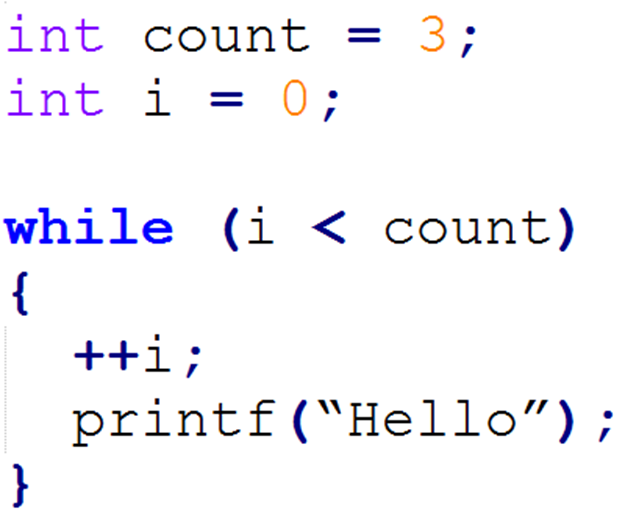 int count = 3;
int i = 0;
while (i < count)
{
++i;
printf(“Hello”);
}